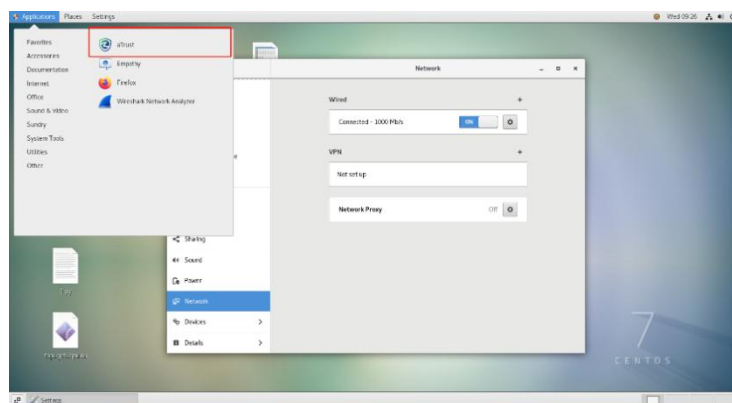 Applications Places Settings
Wed 09:26
Favorites
Accessories
Documentation
Internet
Office
Sound & Video
Sundry
System Tools
Utilities
Other
aTrust
Empathy
Firefox
Wireshark Network Analyzer
Network
Wired
Connected - 1000 Mb/s
ON
VPN
Not set up
Network Proxy
Off
Sharing
Sound
Power
Network
Devices
Details
7
CENTOS
Settings